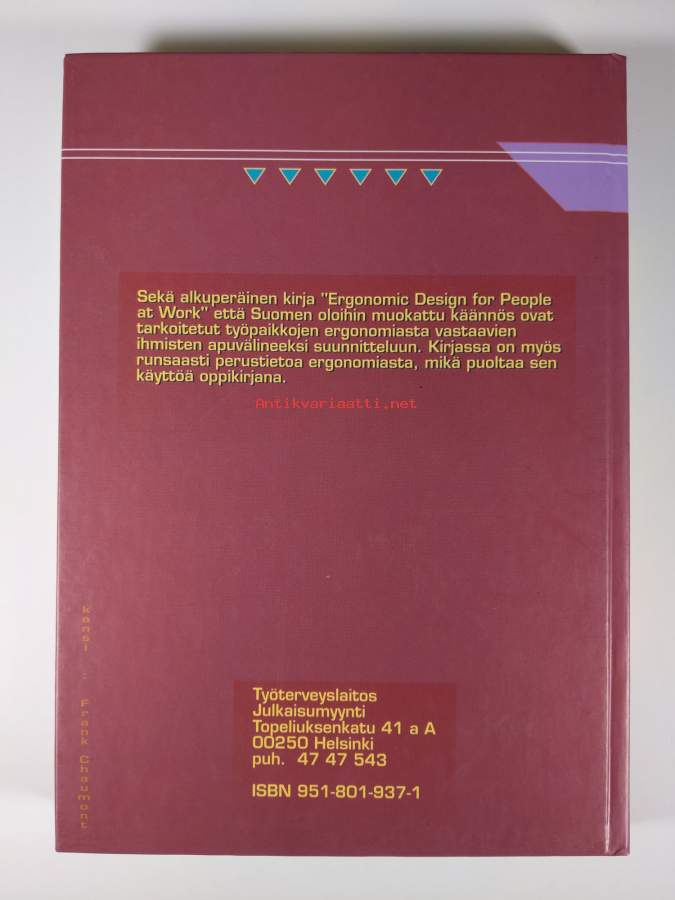 Sekä alkuperäinen kirja "Ergonomic Design for People
at Work" että Suomen oloihin muokattu käännös ovat
tarkoitetut työpaikkojen ergonomiasta vastaavien
ihmisten apuvälineeksi suunnitteluun. Kirjassa on myös
runsaasti perustietoa ergonomiasta, mikä puoltaa sen
käyttöä oppikirjana.
Antikvariaatti.net
kansi : Frank Chaumont
Työterveyslaitos
Julkaisumyynti
Topeliuksenkatu 41 a A
00250 Helsinki
puh. 47 47 543
ISBN 951-801-937-1